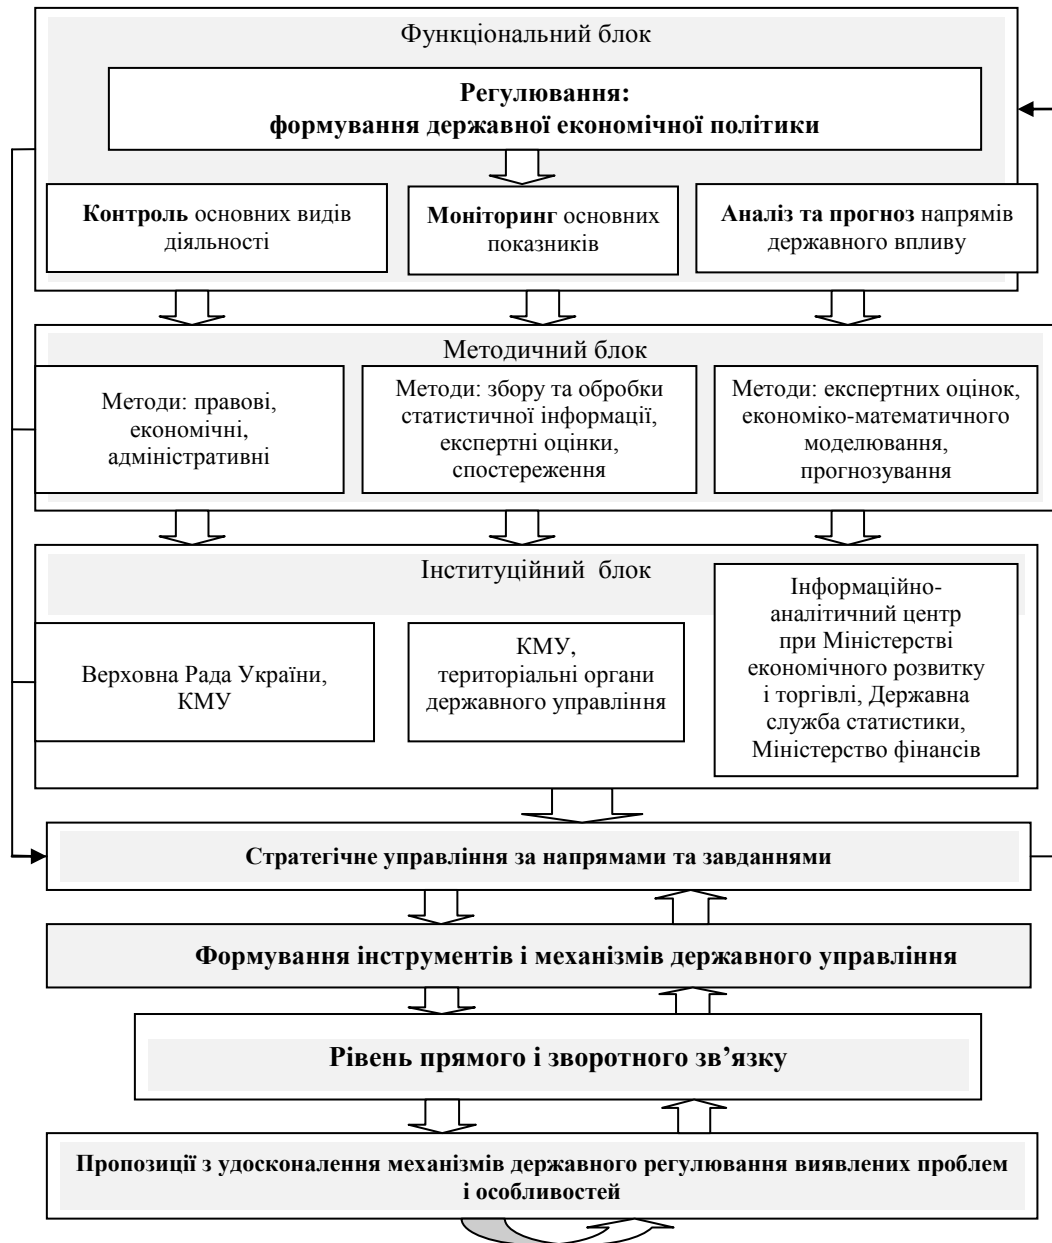 Функціональний блок
Регулювання:
формування державної економічної політики
Контроль основних видів
діяльності
Моніторинг основних
показників
Аналіз та прогноз напрямів
державного впливу
Методичний блок
Методи: правові,
економічні,
адміністративні
Методи: збору та обробки
статистичної інформації,
експертні оцінки,
спостереження
Методи: експертних оцінок,
економіко-математичного
моделювання,
прогнозування
Інституційний блок
Верховна Рада України,
КМУ
КМУ,
територіальні органи
державного управління
Інформаційно-
аналітичний центр
при Міністерстві
економічного розвитку
і торгівлі, Державна
служба статистики,
Міністерство фінансів
Стратегічне управління за напрямами та завданнями
Формування інструментів і механізмів державного управління
Рівень прямого і зворотного зв’язку
Пропозиції з удосконалення механізмів державного регулювання виявлених проблем
і особливостей